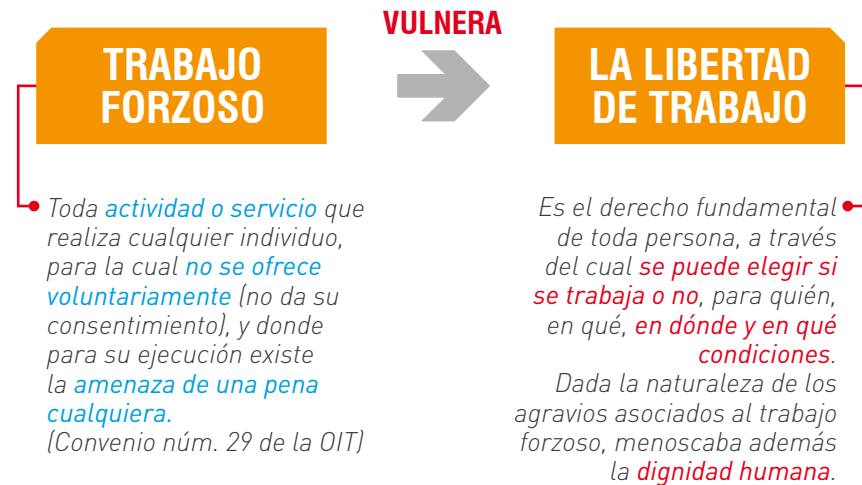 VULNERA
TRABAJO
FORZOSO
LA LIBERTAD
DE TRABAJO
Toda actividad o servicio que
realiza cualquier individuo,
para la cual no se ofrece
voluntariamente (no da su
consentimiento), y donde
para su ejecución existe
la amenaza de una pena
cualquiera.
(Convenio núm. 29 de la OIT)
Es el derecho fundamental
de toda persona, a través
del cual se puede elegir si
se trabaja o no, para quién,
en qué, en dónde y en qué
condiciones.
Dada la naturaleza de los
agravios asociados al trabajo
forzoso, menoscaba además
la dignidad humana.